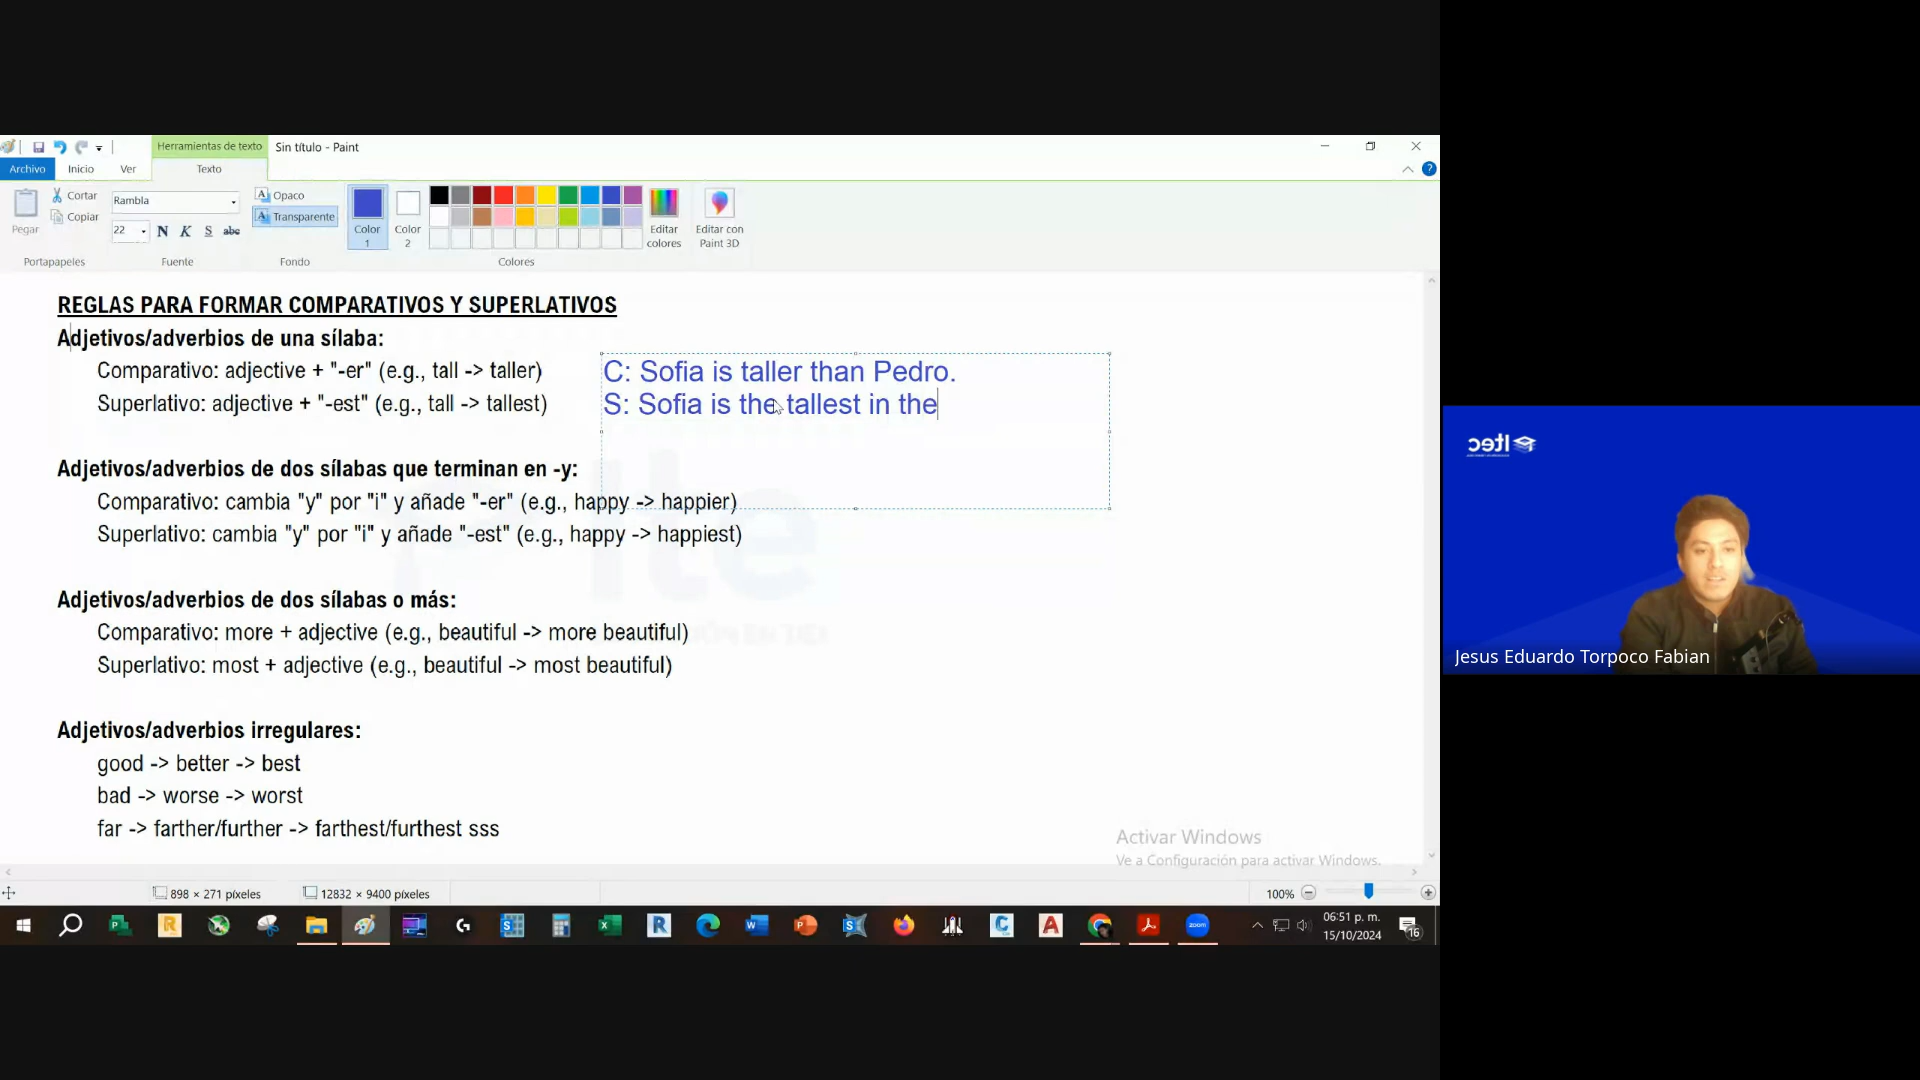 Herramientas de texto
Sin título - Paint
Archivo
Inicio
Ver
Texto
Pegar
Cortar
Copiar
Portapapeles
Rambla
22
N K S abc
Fuente
Opaco
Transparente
Fondo
Color
1
Color
2
Colores
Editar
colores
Editar con
Paint 3D
REGLAS PARA FORMAR COMPARATIVOS Y SUPERLATIVOS
Adjetivos/adverbios de una sílaba:
Comparativo: adjective + "-er" (e.g., tall -> taller)
Superlativo: adjective + "-est" (e.g., tall -> tallest)
C: Sofia is taller than Pedro.
S: Sofia is the tallest in the
Adjetivos/adverbios de dos sílabas que terminan en -y:
Comparativo: cambia "y" por "i" y añade "-er" (e.g., happy -> happier)
Superlativo: cambia "y" por "i" y añade "-est" (e.g., happy -> happiest)
Adjetivos/adverbios de dos sílabas o más:
Comparativo: more + adjective (e.g., beautiful -> more beautiful)
Superlativo: most + adjective (e.g., beautiful -> most beautiful)
Adjetivos/adverbios irregulares:
good -> better -> best
bad -> worse -> worst
far -> farther/further -> farthest/furthest sss
Activar Windows
Ve a Configuración para activar Windows.
898 × 271 píxeles
12832 × 9400 píxeles
100%
06:51 p. m.
15/10/2024
16
zoom
Itec
Jesus Eduardo Torpoco Fabian